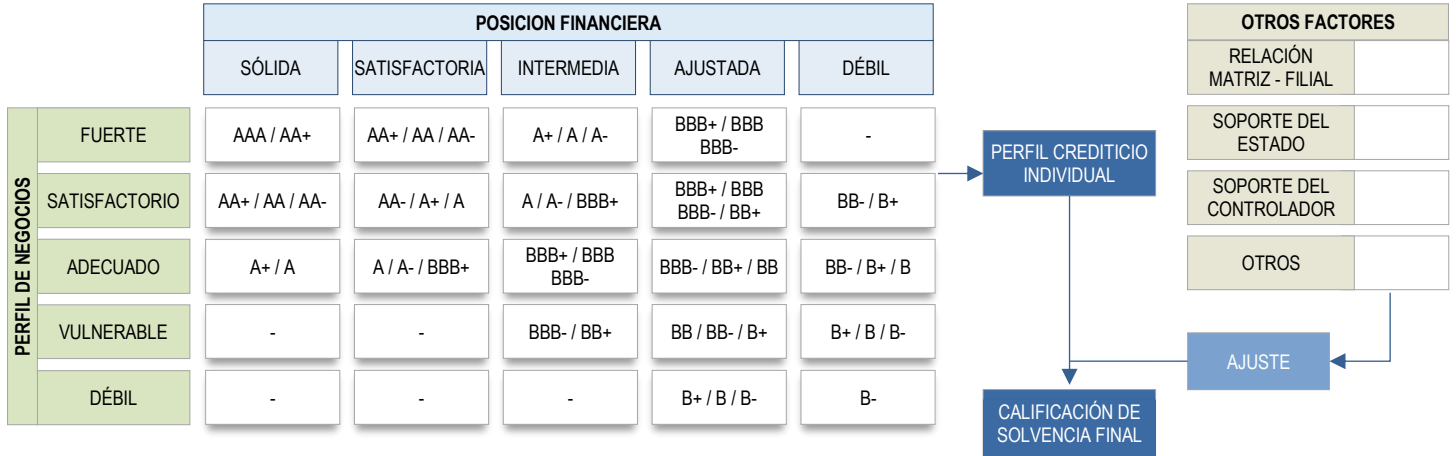 POSICION FINANCIERA
SÓLIDA
SATISFACTORIA
INTERMEDIA
AJUSTADA
DÉBIL
PERFIL DE NEGOCIOS
FUERTE
AAA / AA+
AA+ / AA / AA-
A+ / A / A-
BBB+ / BBB
BBB-
-
SATISFACTORIO
AA+ / AA / AA-
AA- / A+ / A
A / A- / BBB+
BBB+ / BBB
BBB- / BB+
BB- / B+
ADECUADO
A+ / A
A / A- / BBB+
BBB+ / BBB
BBB-
BBB- / BB+ / BB
BB- / B+ / B
VULNERABLE
-
-
BBB- / BB+
BB / BB- / B+
B+ / B / B-
DÉBIL
-
-
-
B+ / B / B-
B-
PERFIL CREDITICIO
INDIVIDUAL
CALIFICACIÓN DE
SOLVENCIA FINAL
OTROS FACTORES
RELACIÓN
MATRIZ - FILIAL
SOPORTE DEL
ESTADO
SOPORTE DEL
CONTROLADOR
OTROS
AJUSTE